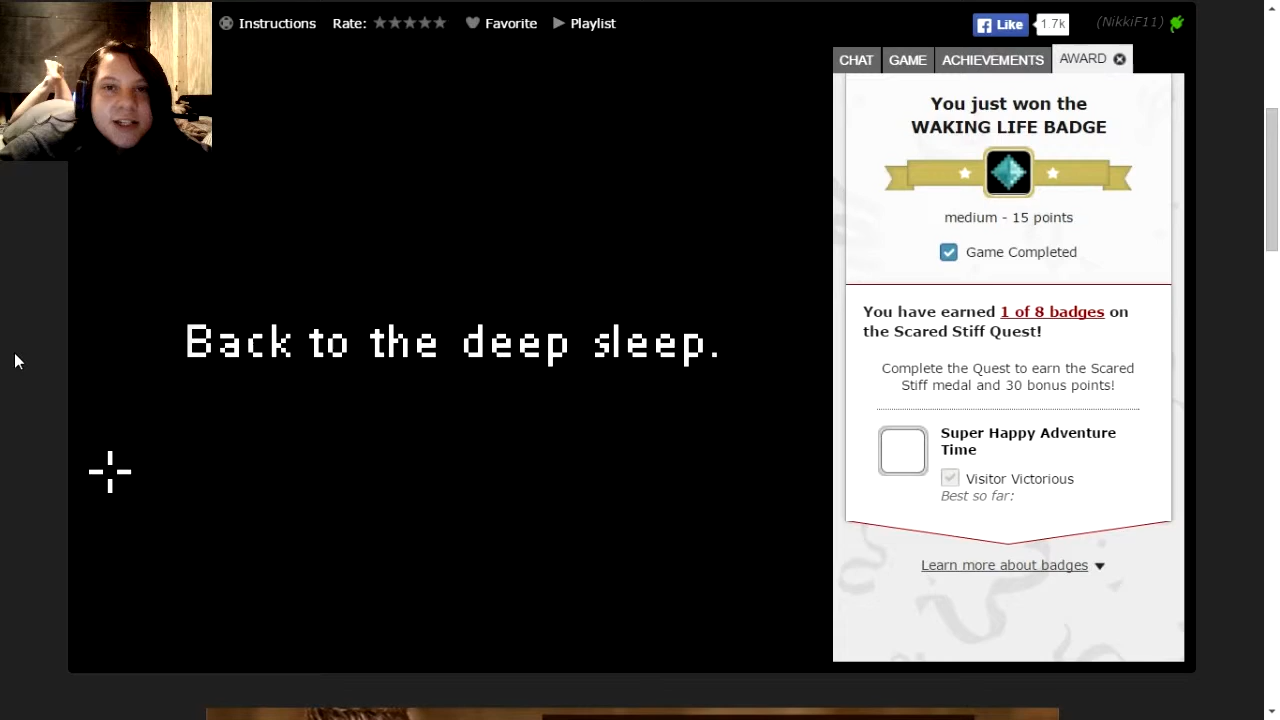 Instructions Rate: Favorite Playlist
Like 1.7k (NikkiF11)
CHAT GAME ACHIEVEMENTS AWARD
You just won the
WAKING LIFE BADGE
medium - 15 points
Game Completed
You have earned 1 of 8 badges on
the Scared Stiff Quest!
Complete the Quest to earn the Scared
Stiff medal and 30 bonus points!
Super Happy Adventure
Time
Visitor Victorious
Best so far:
Learn more about badges
Back to the deep sleep.